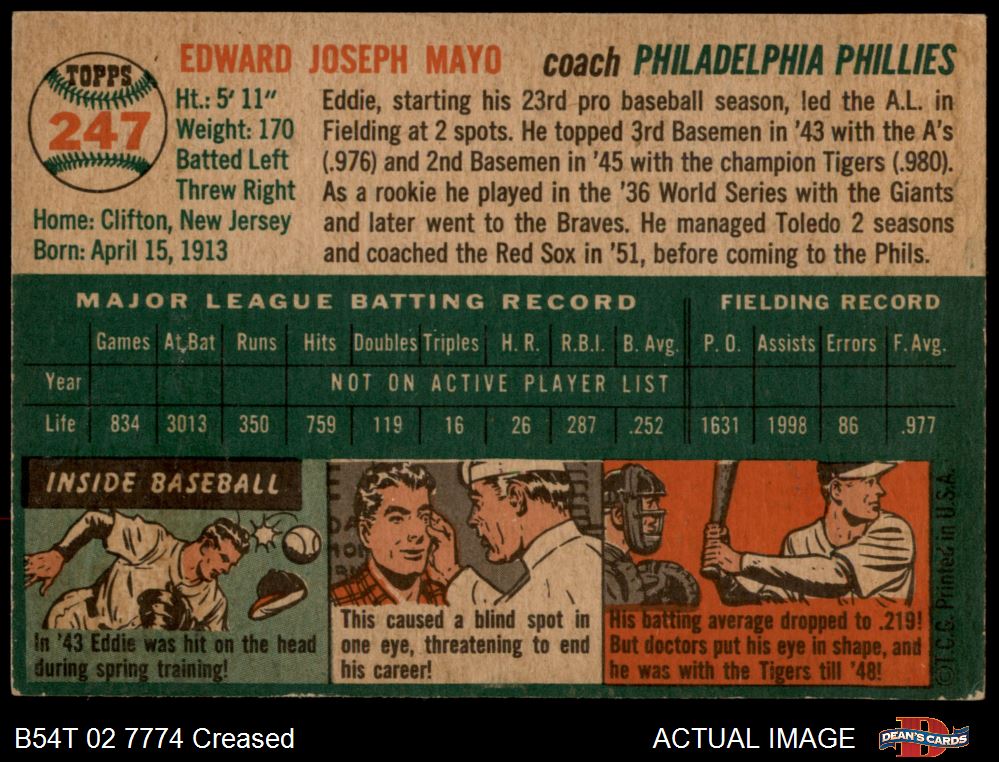 TOPPS
247
EDWARD JOSEPH MAYO coach PHILADELPHIA PHILLIES
Ht.: 5' 11"
Weight: 170
Batted Left
Threw Right
Home: Clifton, New Jersey
Born: April 15, 1913
Eddie, starting his 23rd pro baseball season, led the A.L. in
Fielding at 2 spots. He topped 3rd Basemen in '43 with the A's
(.976) and 2nd Basemen in '45 with the champion Tigers (.980).
As a rookie he played in the '36 World Series with the Giants
and later went to the Braves. He managed Toledo 2 seasons
and coached the Red Sox in '51, before coming to the Phils.
MAJOR LEAGUE BATTING RECORD FIELDING RECORD
Games At Bat Runs Hits Doubles Triples H. R. R.B.I. B. Avg. P. O. Assists Errors F. Avg.
Year NOT ON ACTIVE PLAYER LIST
Life 834 3013 350 759 119 16 26 287 .252 1631 1998 86 .977
INSIDE BASEBALL
In '43 Eddie was hit on the head
during spring training!
This caused a blind spot in
one eye, threatening to end
his career!
His batting average dropped to .219!
But doctors put his eye in shape, and
he was with the Tigers till '48!
©T.C.G. Printed in U.S.A.
B54T 02 7774 Creased
ACTUAL IMAGE
DEAN'S CARDS